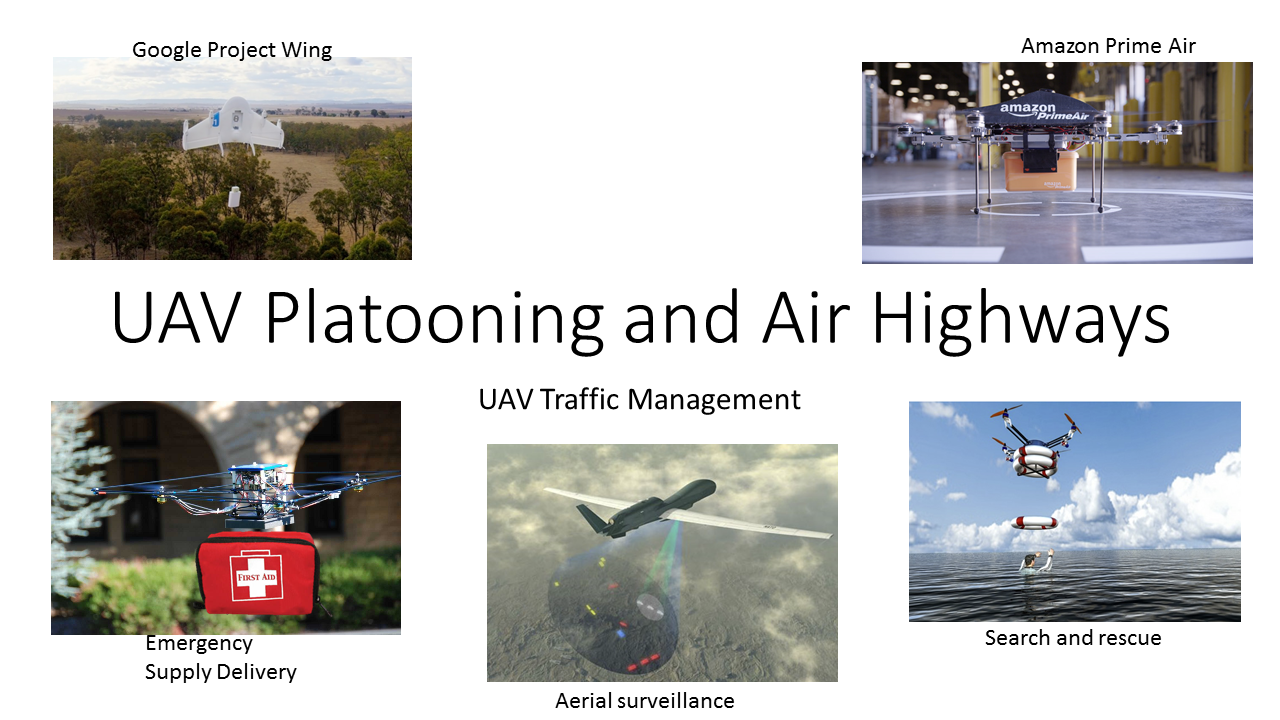 Google Project Wing
Amazon Prime Air
amazon
PrimeAir
UAV Platooning and Air Highways
UAV Traffic Management
FIRST AID
Emergency
Supply Delivery
Aerial surveillance
Search and rescue